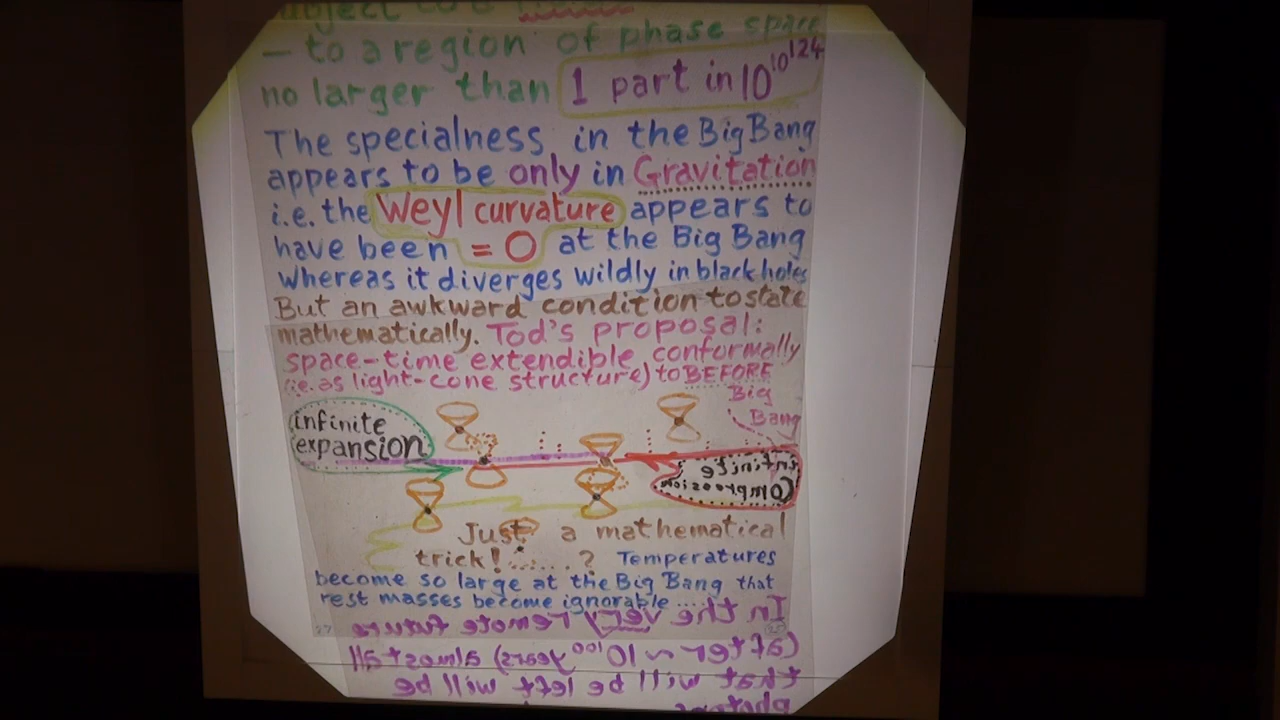 subject to a
— to a region of phase space
no larger than 1 part in 10^10^124
The specialness in the Big Bang
appears to be only in Gravitation
i.e. the Weyl curvature appears to
have been = 0 at the Big Bang
whereas it diverges wildly in black holes
But an awkward condition to state
mathematically. Tod's proposal:
space-time extendible conformally
(i.e. as light-cone structure) to BEFORE
Big
Bang
infinite
expansion
infinite
Compression
Just a mathematical
trick!......? Temperatures
become so large at the Big Bang that
rest masses become ignorable ....
In the very remote future
(after ~ 10^100 years) almost all
that will be left will be
photons